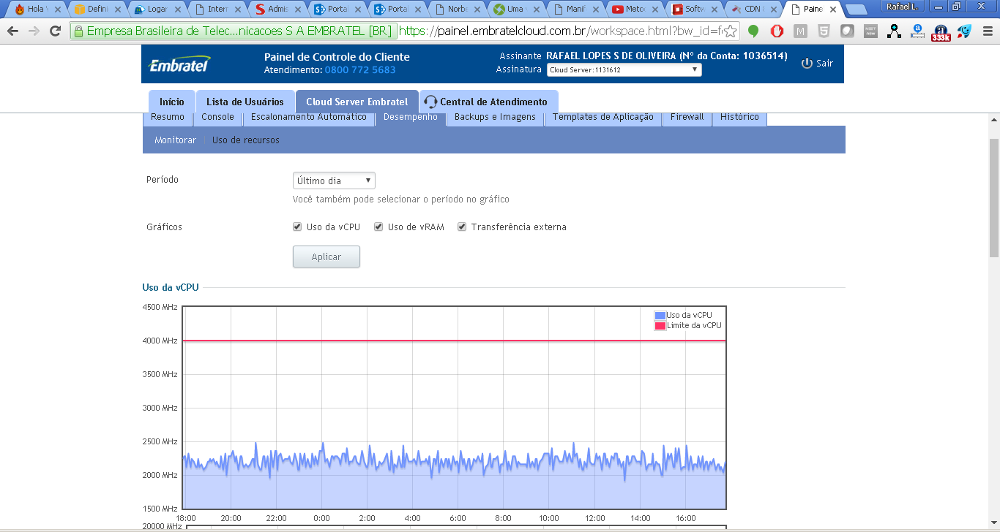 Hola
Defini
Logar
Interr
Admis
Portal
Portal
Norbe
Uma
Manif
Metod
Softw
CDN
Paine
Rafael L.
Empresa Brasileira de Telec...nicacoes S A EMBRATEL [BR] https://painel.embratelcloud.com.br/workspace.html?bw_id=f
333k
Embratel
Painel de Controle do Cliente
Atendimento: 0800 772 5683
Assinante RAFAEL LOPES S DE OLIVEIRA (Nº da Conta: 1036514)
Assinatura Cloud Server:1131612
Sair
Início Lista de Usuários Cloud Server Embratel Central de Atendimento
Resumo Console Escalonamento Automático Desempenho Backups e Imagens Templates de Aplicação Firewall Histórico
Monitorar Uso de recursos
Período Último dia
Você também pode selecionar o período no gráfico
Gráficos Uso da vCPU Uso de vRAM Transferência externa
Aplicar
Uso da vCPU
4500 MHz
Uso da vCPU
Limite da vCPU
4000 MHz
3500 MHz
3000 MHz
2500 MHz
2000 MHz
1500 MHz
18:00 20:00 22:00 0:00 2:00 4:00 6:00 8:00 10:00 12:00 14:00 16:00
20000 MHz